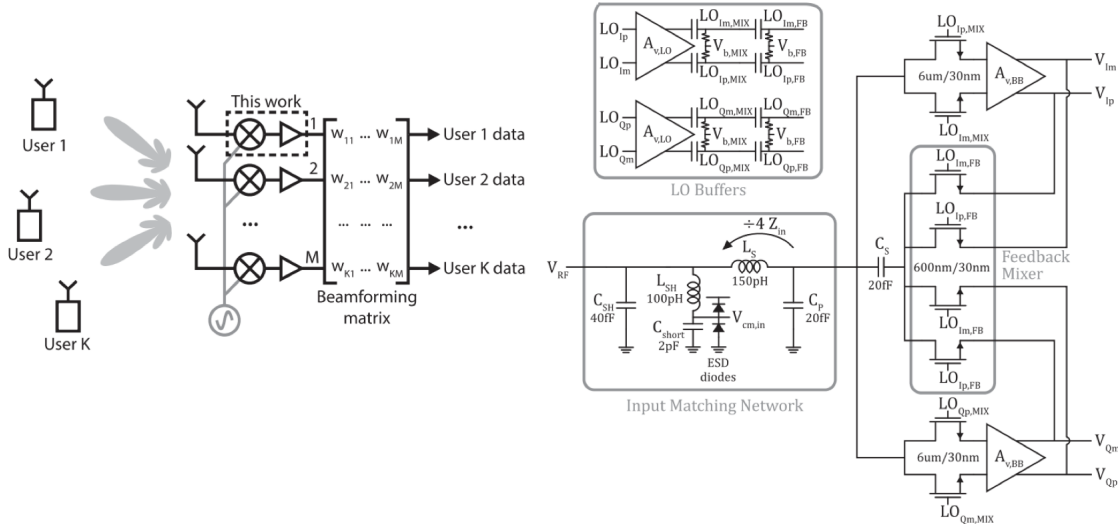 User 1
User 2
User K
This work
1
2
...
M
w11 ... w1M
w21 ... w2M
... ... ...
wK1 ... wKM
User 1 data
User 2 data
...
User K data
Beamforming
matrix
LOIp
LOIm
Av,LO
LOIm,MIX
LOIm,FB
Vb,MIX
Vb,FB
LOIp,MIX
LOIp,FB
LOQp
LOQm
Av,LO
LOQm,MIX
LOQm,FB
Vb,MIX
Vb,FB
LOQp,MIX
LOQp,FB
LO Buffers
÷4 Zin
VRF
LS
150pH
LSH
100pH
CSH
40fF
Cshort
2pF
Vcm,in
ESD
diodes
CP
20fF
Input Matching Network
CS
20fF
LOIp,MIX
6um/30nm
LOIm,MIX
Av,BB
VIm
VIp
LOIm,FB
LOIp,FB
600nm/30nm
Feedback
Mixer
LOIm,FB
LOIp,FB
LOQp,MIX
6um/30nm
LOQm,MIX
Av,BB
VQm
VQp